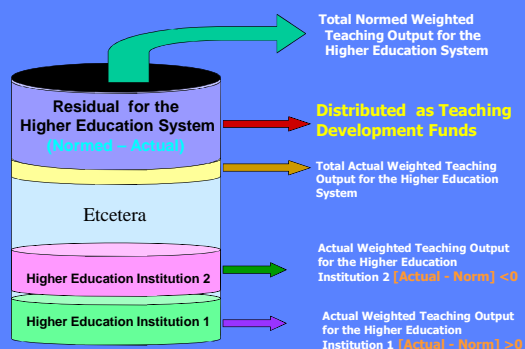 Total Normed Weighted
Teaching Output for the
Higher Education System
Residual for the
Higher Education System
(Normed – Actual)
Distributed as Teaching
Development Funds
Total Actual Weighted Teaching
Output for the Higher Education
System
Etcetera
Higher Education Institution 2
Actual Weighted Teaching Output
for the Higher Education
Institution 2 [Actual - Norm] <0
Higher Education Institution 1
Actual Weighted Teaching Output
for the Higher Education
Institution 1 [Actual - Norm] >0